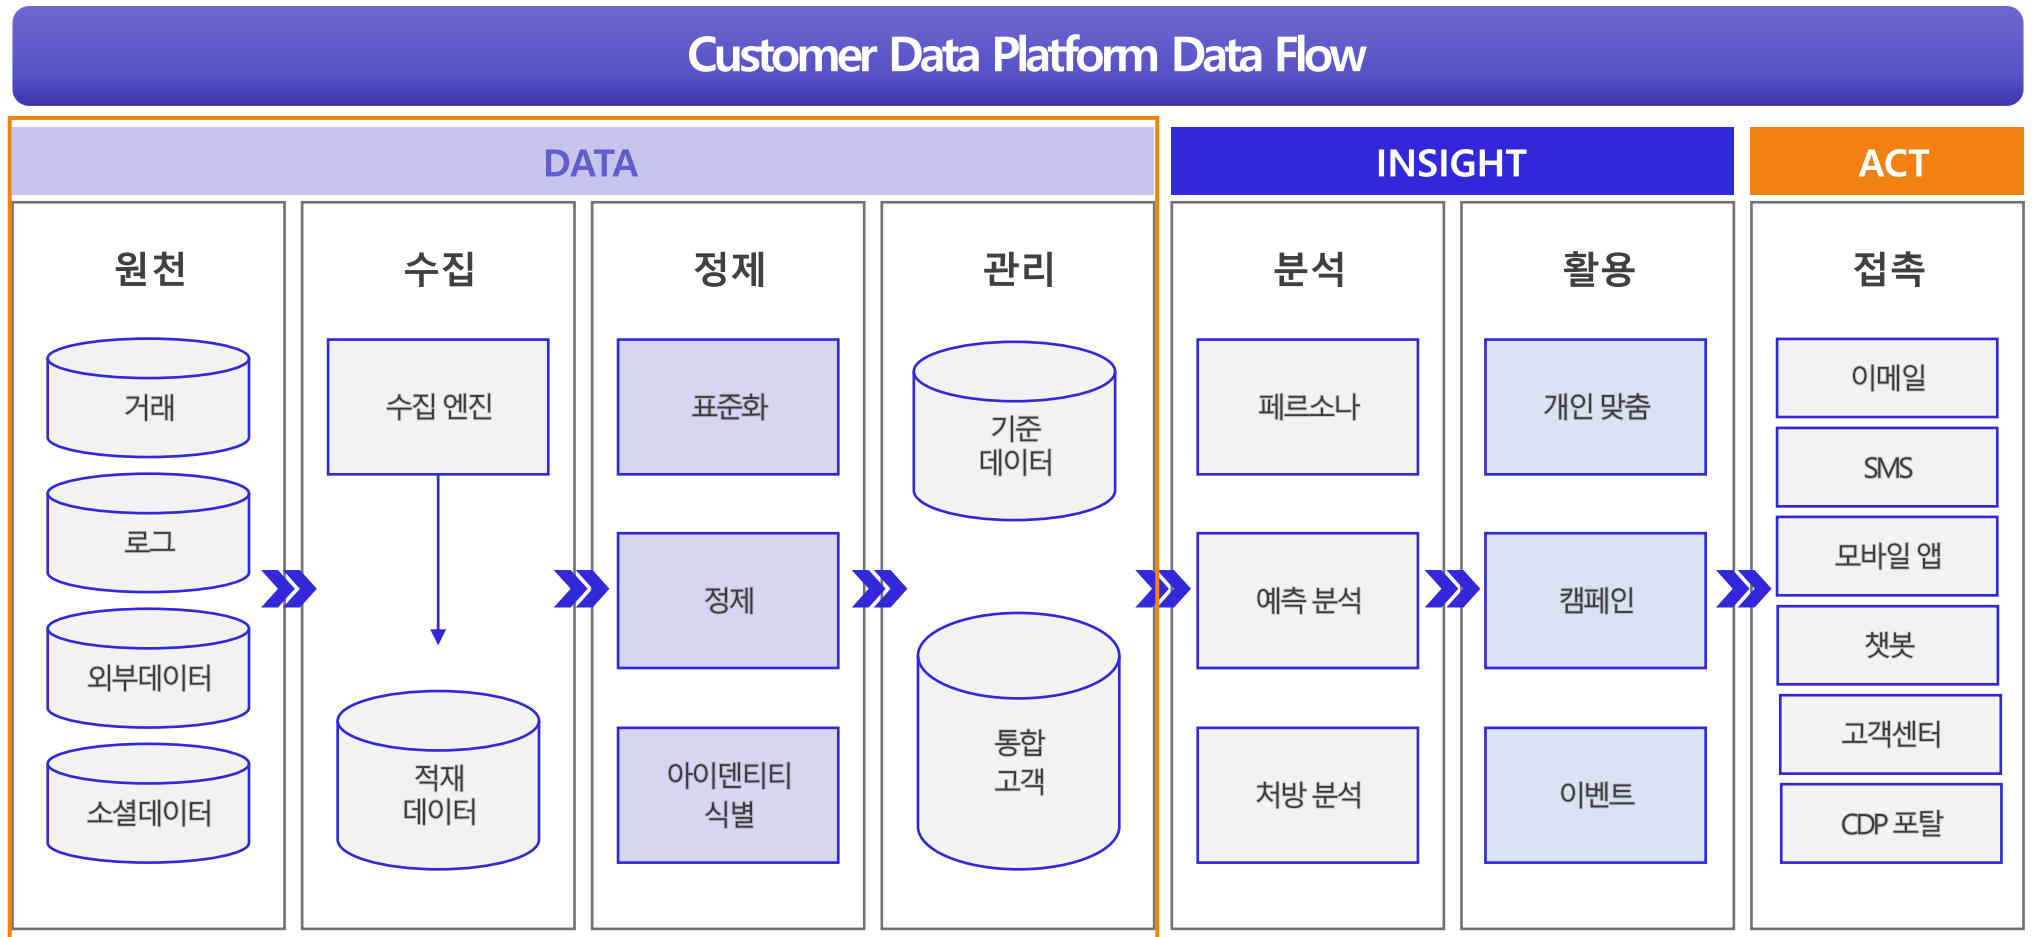 Customer Data Platform Data Flow
DATA
INSIGHT
ACT
원천
거래
로그
외부데이터
소셜데이터
수집
수집 엔진
적재
데이터
정제
표준화
정제
아이덴티티
식별
관리
기준
데이터
통합
고객
분석
페르소나
예측 분석
처방 분석
활용
개인 맞춤
캠페인
이벤트
접촉
이메일
SMS
모바일 앱
챗봇
고객센터
CDP 포탈